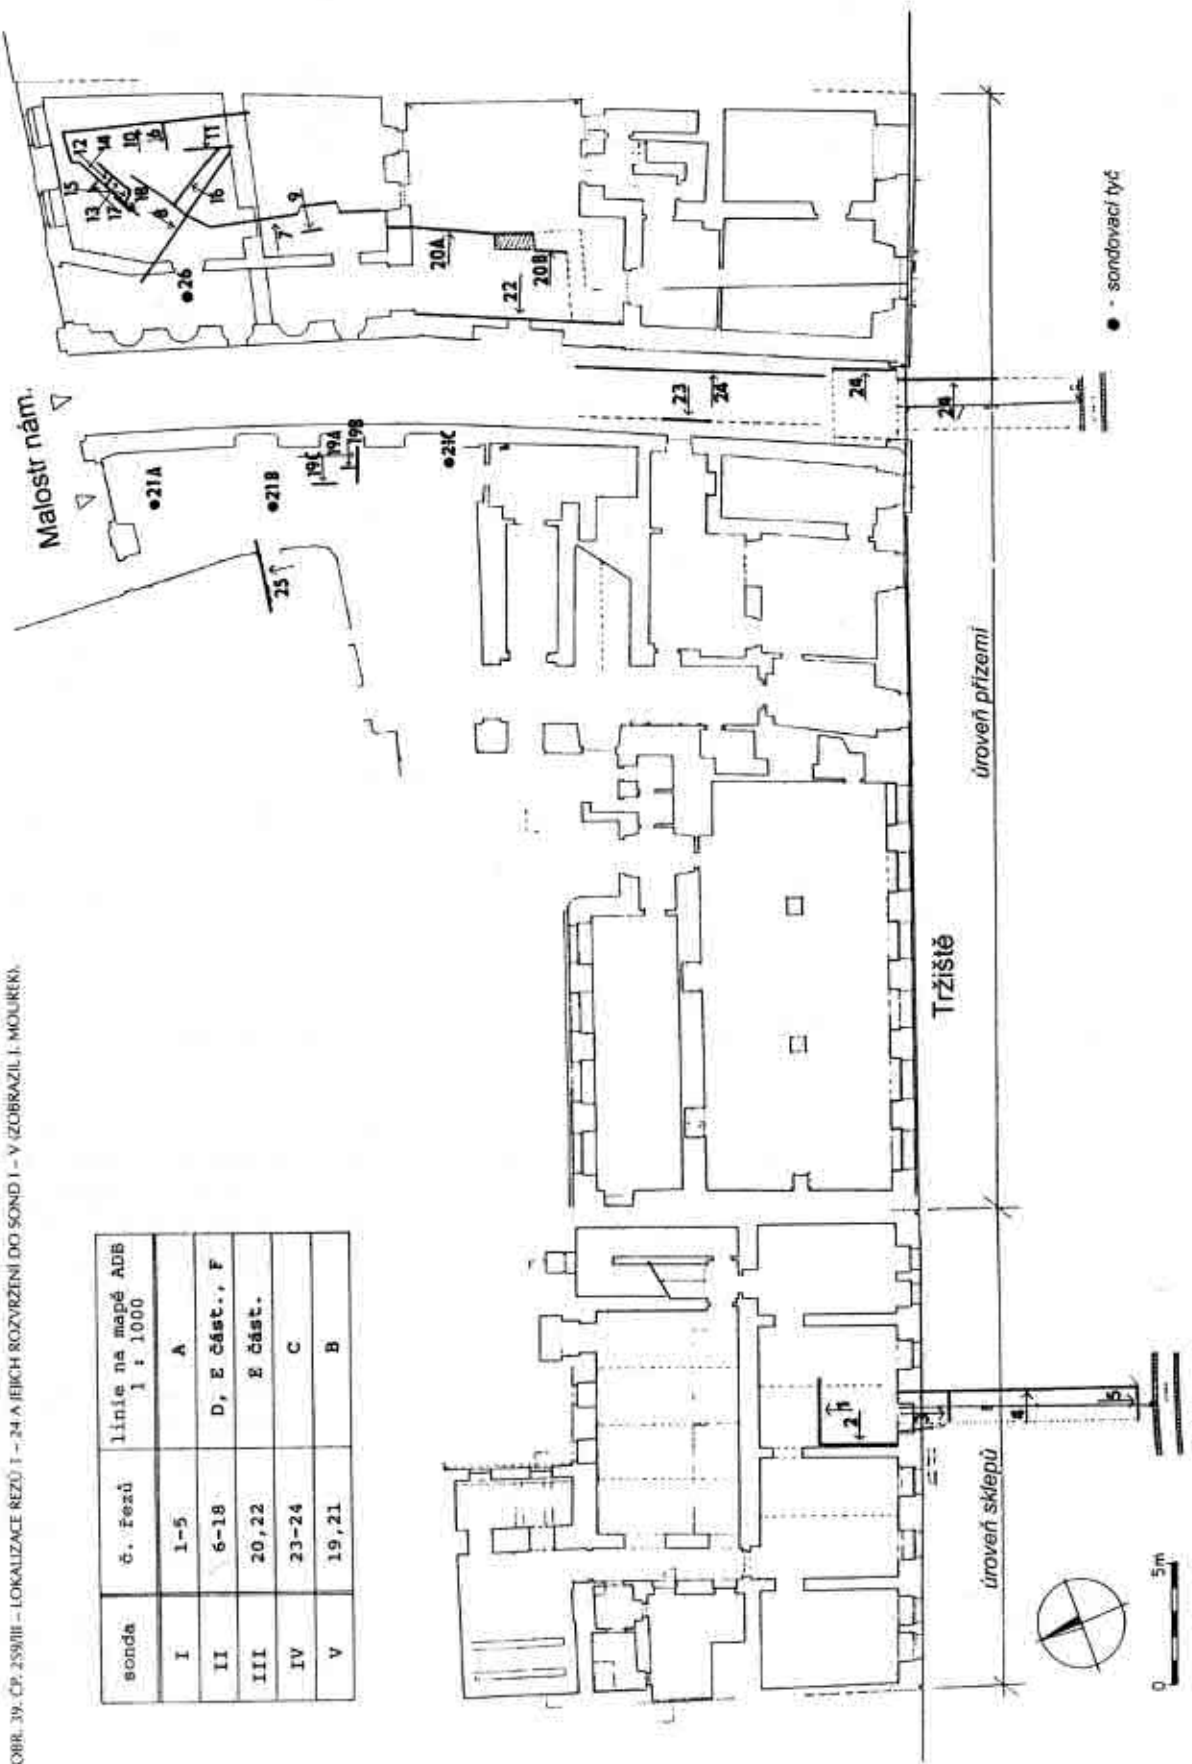 OBR. 39. ČP. 259/III – LOKALIZACE ŘEZŮ 1 – 24 A JEJICH ROZVRŽENÍ DO SOND I – V (ZOBRAZIL J. MOUREK).
sonda č. řezů linie na mapě ADB 1 : 1000
I 1-5 A
II 6-18 D, E část., F
III 20,22 E část.
IV 23-24 C
V 19,21 B
Malostr nám.
21A
21B
21C
19C
19A
19B
25
26
12
14
10
6
11
15
13
17
18
8
16
7
9
20A
20B
22
23
24
24
24
● - sondovací tyč
úroveň přízemí
Tržiště
úroveň sklepů
2
1
3
4
5
0 5m